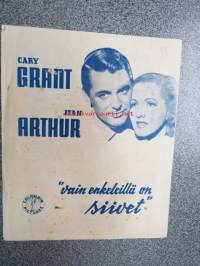 CARY
GRANT
JEAN
ARTHUR
"vain enkeleillä on
siivet"